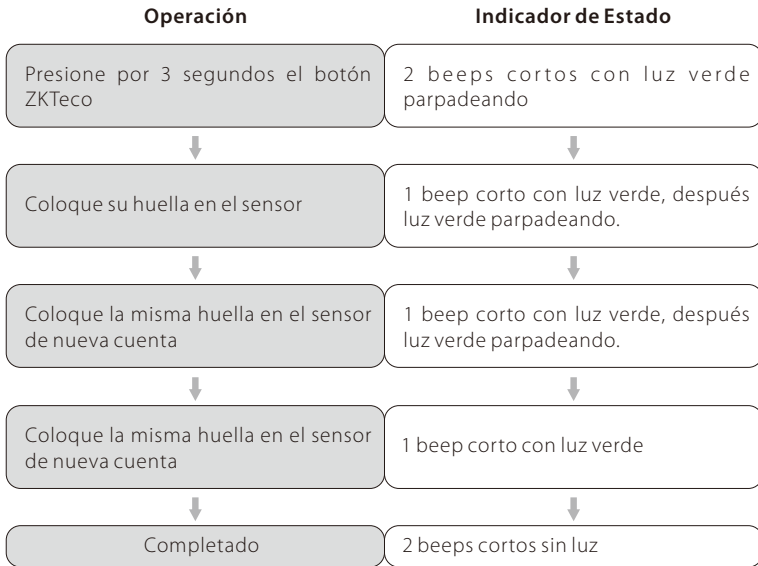 Operación
Indicador de Estado
Presione por 3 segundos el botón
ZKTeco
2 beeps cortos con luz verde
parpadeando
Coloque su huella en el sensor
1 beep corto con luz verde, después
luz verde parpadeando.
Coloque la misma huella en el sensor
de nueva cuenta
1 beep corto con luz verde, después
luz verde parpadeando.
Coloque la misma huella en el sensor
de nueva cuenta
1 beep corto con luz verde
Completado
2 beeps cortos sin luz